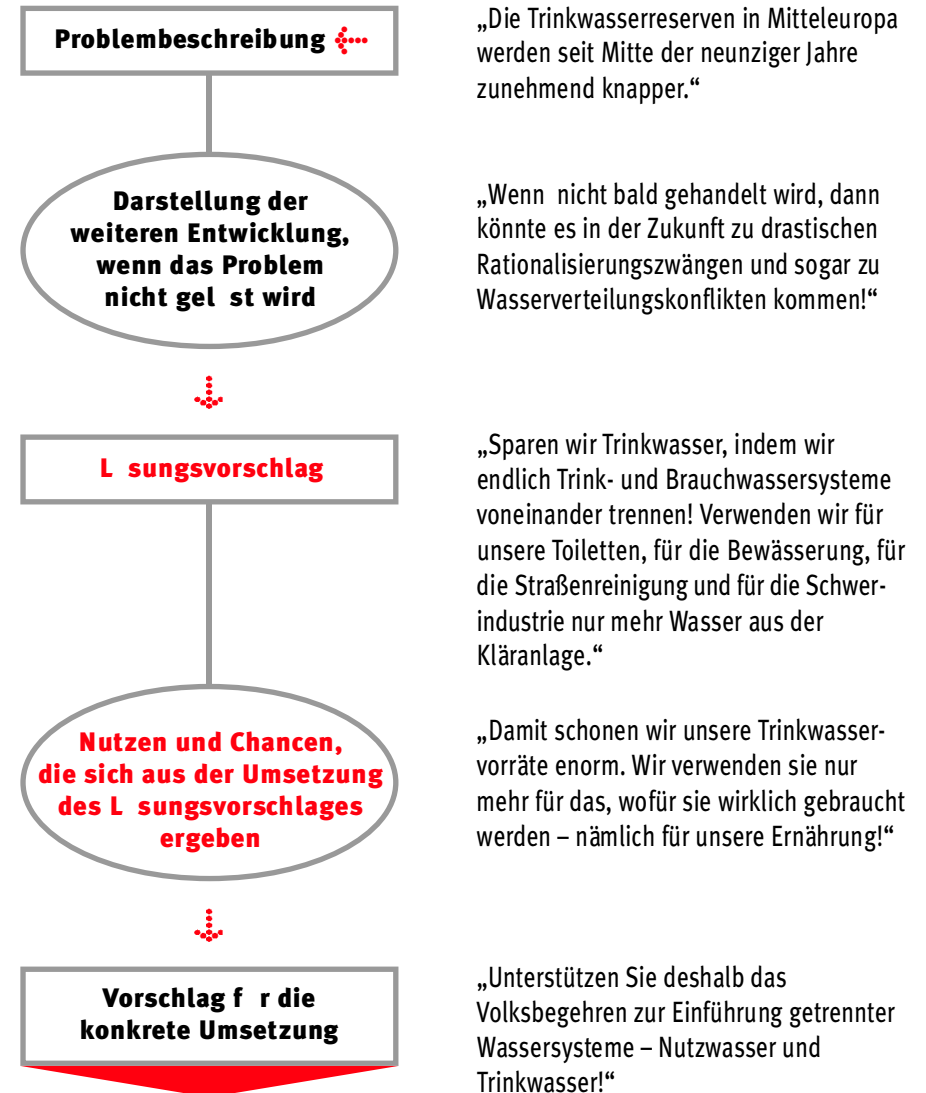 Problembeschreibung
„Die Trinkwasserreserven in Mitteleuropa
werden seit Mitte der neunziger Jahre
zunehmend knapper.“
Darstellung der
weiteren Entwicklung,
wenn das Problem
nicht gel st wird
„Wenn nicht bald gehandelt wird, dann
könnte es in der Zukunft zu drastischen
Rationalisierungszwängen und sogar zu
Wasserverteilungskonflikten kommen!“
L sungsvorschlag
„Sparen wir Trinkwasser, indem wir
endlich Trink- und Brauchwassersysteme
voneinander trennen! Verwenden wir für
unsere Toiletten, für die Bewässerung, für
die Straßenreinigung und für die Schwer-
industrie nur mehr Wasser aus der
Kläranlage.“
Nutzen und Chancen,
die sich aus der Umsetzung
des L sungsvorschlages
ergeben
„Damit schonen wir unsere Trinkwasser-
vorräte enorm. Wir verwenden sie nur
mehr für das, wofür sie wirklich gebraucht
werden – nämlich für unsere Ernährung!“
Vorschlag f r die
konkrete Umsetzung
„Unterstützen Sie deshalb das
Volksbegehren zur Einführung getrennter
Wassersysteme – Nutzwasser und
Trinkwasser!“